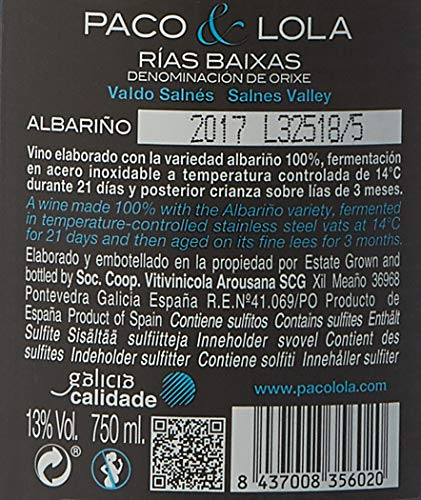 PACO & LOLA
RÍAS BAIXAS
DENOMINACIÓN DE ORIXE
Valdo Salnés Salnes Valley
ALBARIÑO 2017 L32518/5
Vino elaborado con la variedad albariño 100%, fermentación
en acero inoxidable a temperatura controlada de 14°C
durante 21 días y posterior crianza sobre lías de 3 meses.
A wine made 100% with the Albariño variety, fermented
in temperature-controlled stainless steel vats at 14°C
for 21 days and then aged on its fine lees for 3 months.
Elaborado y embotellado en la propiedad por Estate Grown and
bottled by Soc. Coop. Vitivinicola Arousana SCG Xil Meaño 36968
Pontevedra Galicia España R.E.Nº41.069/PO Producto de
España Product of Spain Contiene sulfitos Contains sulfites Enthält
Sulfite Sisältää sulfiitteja Inneholder svovel Contient des
sulfites Indeholder sulfitter Contiene solfiti Innehåller sulfiter
galicia
calidade
www.pacolola.com
13% Vol. 750 ml.
8 437008 356020